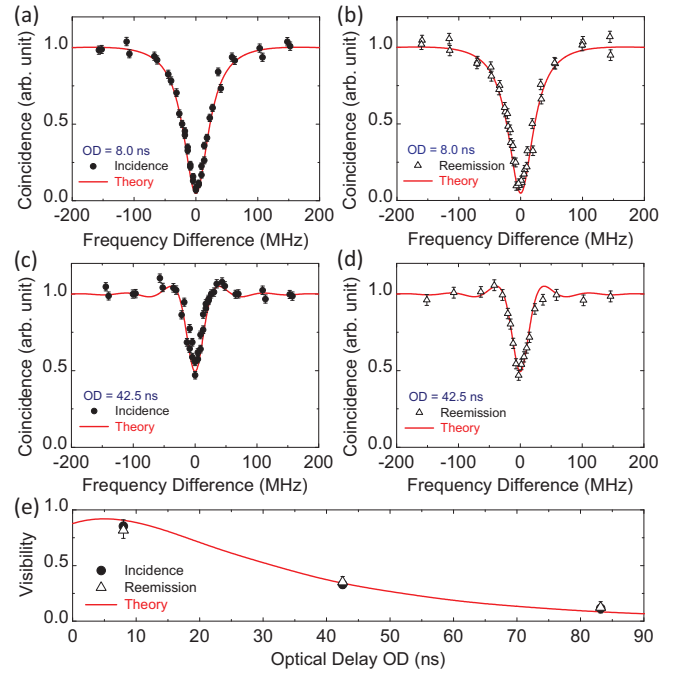 (a)
1.0
0.5
0.0
Coincidence (arb. unit)
OD = 8.0 ns
Incidence
Theory
-200 -100 0 100 200
Frequency Difference (MHz)
(b)
1.0
0.5
0.0
Coincidence (arb. unit)
OD = 8.0 ns
Reemission
Theory
-200 -100 0 100 200
Frequency Difference (MHz)
(c)
1.0
0.5
0.0
Coincidence (arb. unit)
OD = 42.5 ns
Incidence
Theory
-200 -100 0 100 200
Frequency Difference (MHz)
(d)
1.0
0.5
0.0
Coincidence (arb. unit)
OD = 42.5 ns
Reemission
Theory
-200 -100 0 100 200
Frequency Difference (MHz)
(e)
1.0
0.5
0.0
Visibility
Incidence
Reemission
Theory
0 10 20 30 40 50 60 70 80 90
Optical Delay OD (ns)